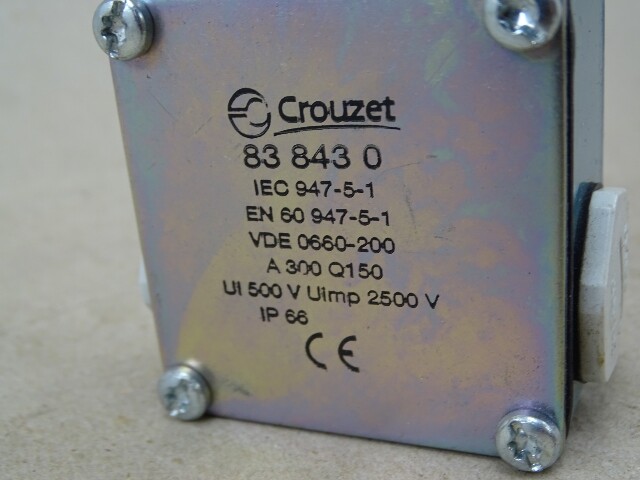 Crouzet
83 843 0
IEC 947-5-1
EN 60 947-5-1
VDE 0660-200
A 300 Q150
UI 500 V Uimp 2500 V
IP 66
CE